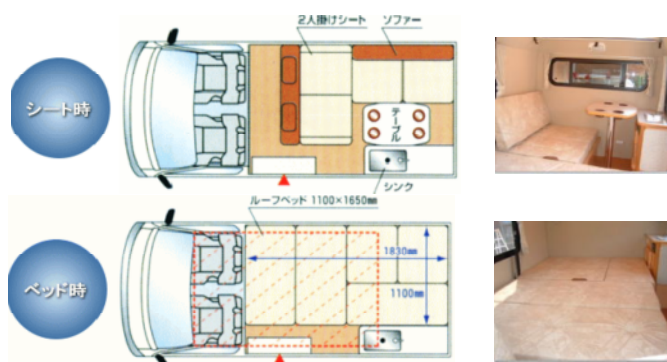 2人掛けシート
ソファー
シート時
テーブル
シンク
ルーフベッド 1100×1650㎜
1830㎜
ベッド時
1100㎜